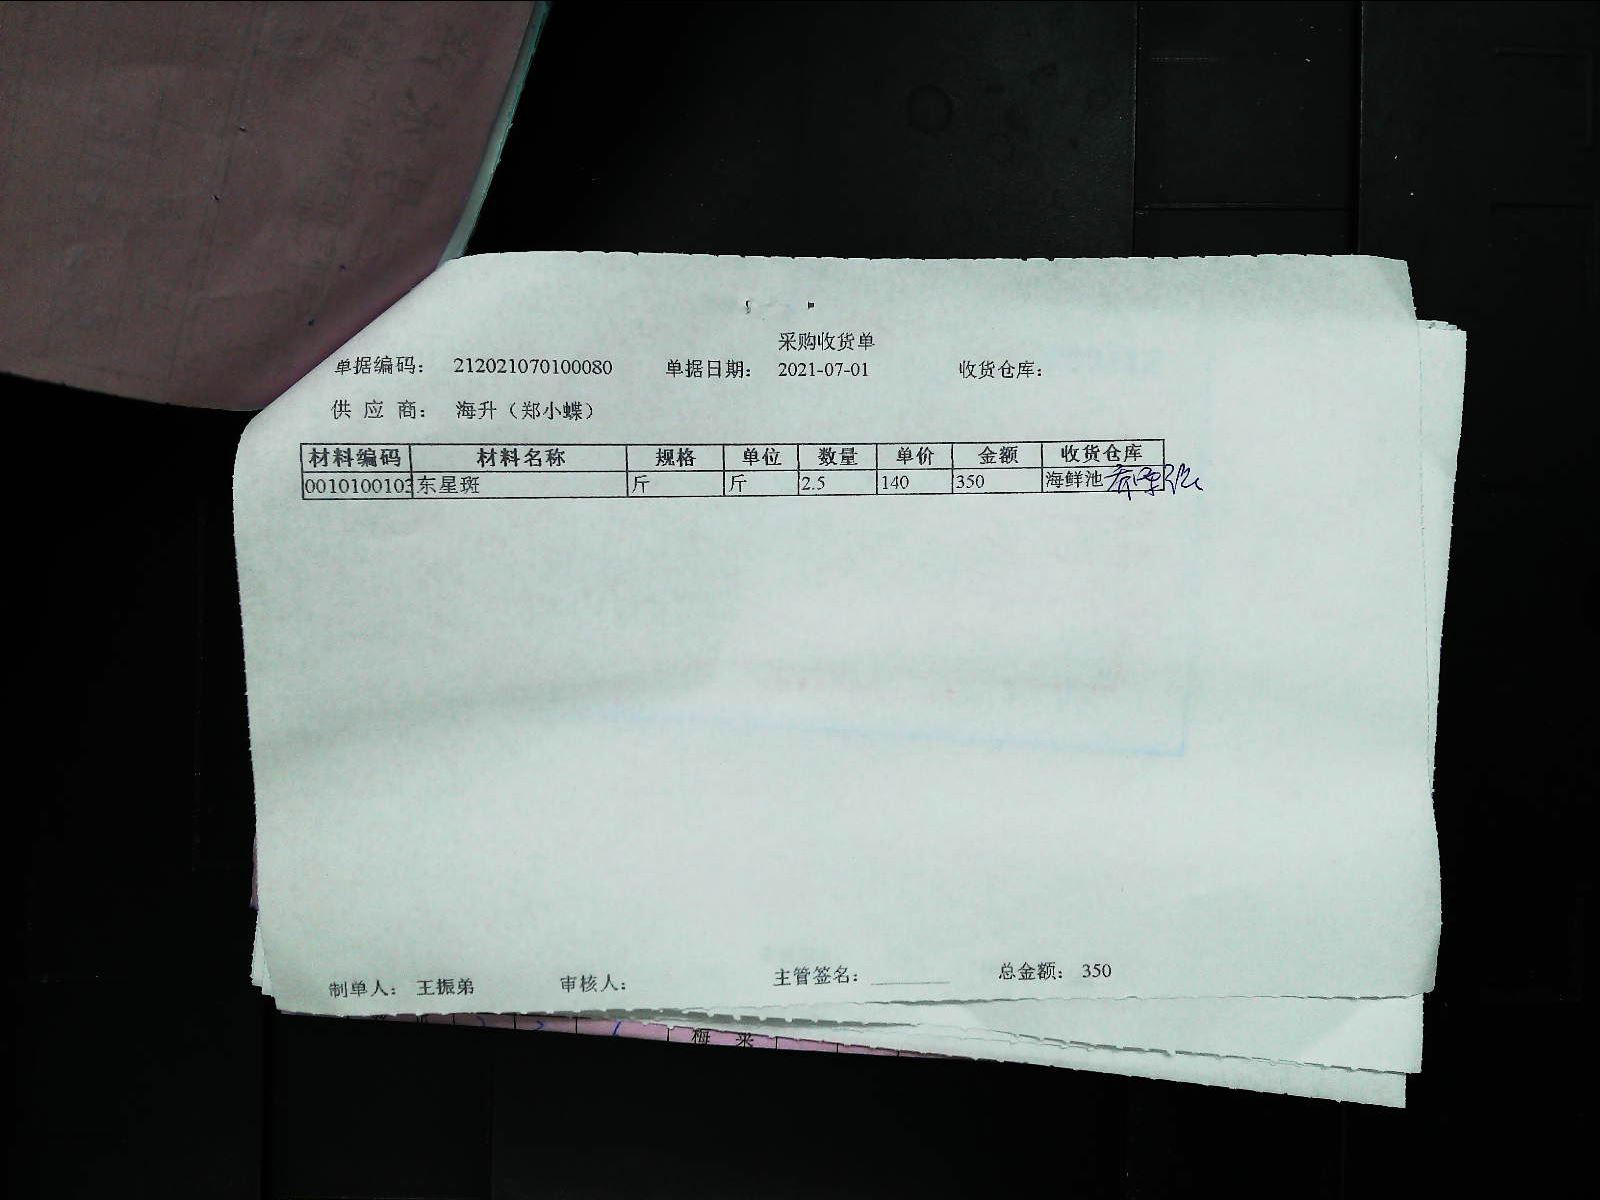 采购收货单
单据编码： 212021070100080 单据日期： 2021-07-01 收货仓库：
供 应 商： 海升（郑小蝶）
材料编码 材料名称 规格 单位 数量 单价 金额 收货仓库
0010100103 东星斑 斤 斤 2.5 140 350 海鲜池
制单人： 王振弟 审核人： 主管签名： 总金额： 350